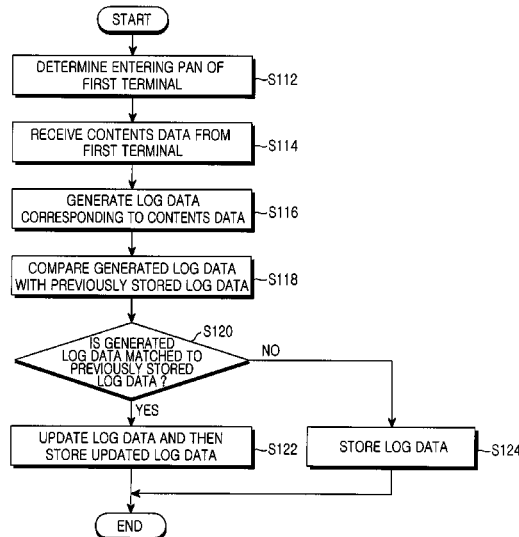 START
DETERMINE ENTERING PAN OF
FIRST TERMINAL
S112
RECEIVE CONTENTS DATA FROM
FIRST TERMINAL
S114
GENERATE LOG DATA
CORRESPONDING TO CONTENTS DATA
S116
COMPARE GENERATED LOG DATA
WITH PREVIOUSLY STORED LOG DATA
S118
S120
IS GENERATED
LOG DATA MATCHED TO
PREVIOUSLY STORED
LOG DATA ?
NO
YES
UPDATE LOG DATA AND THEN
STORE UPDATED LOG DATA
S122
STORE LOG DATA
S124
END